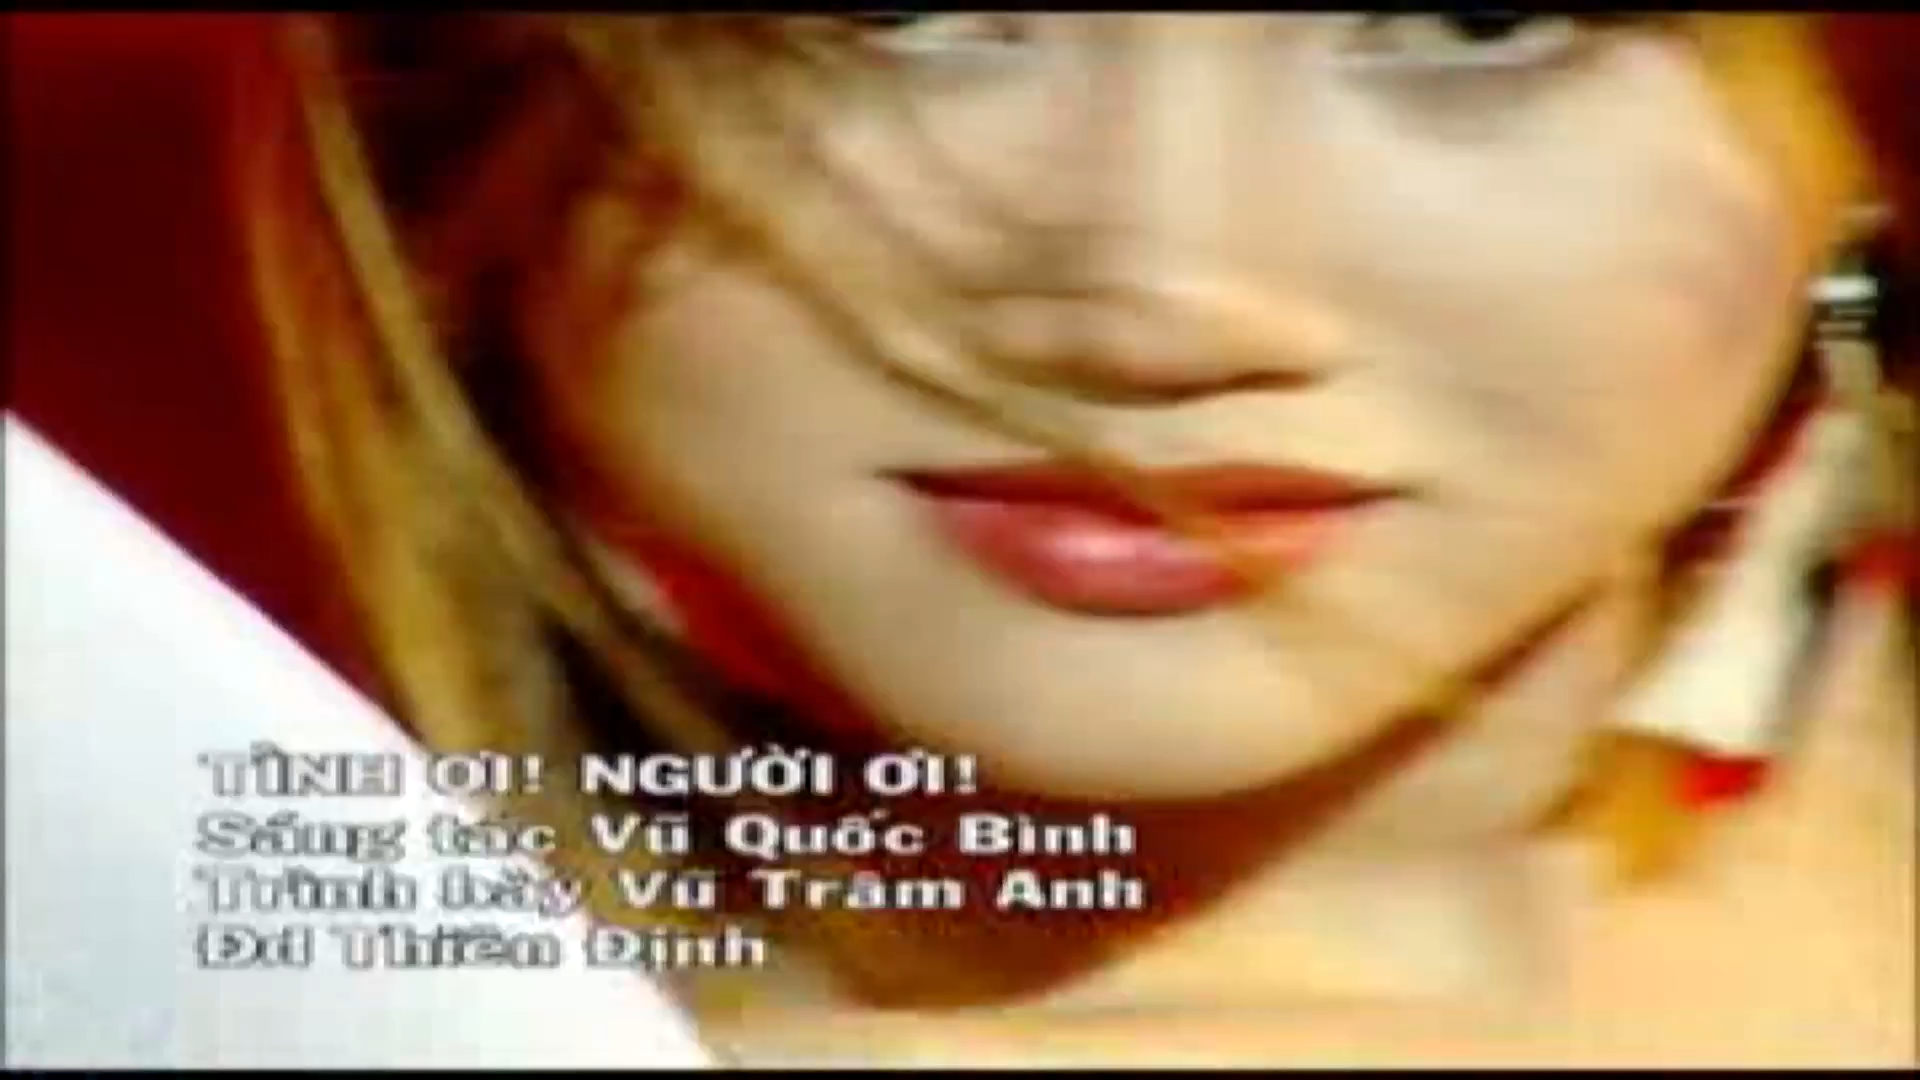 TÌNH ƠI! NGƯỜI ƠI!
Sáng tác Vũ Quốc Bình
Trình bày Vũ Trâm Anh
Đd Thiên Định